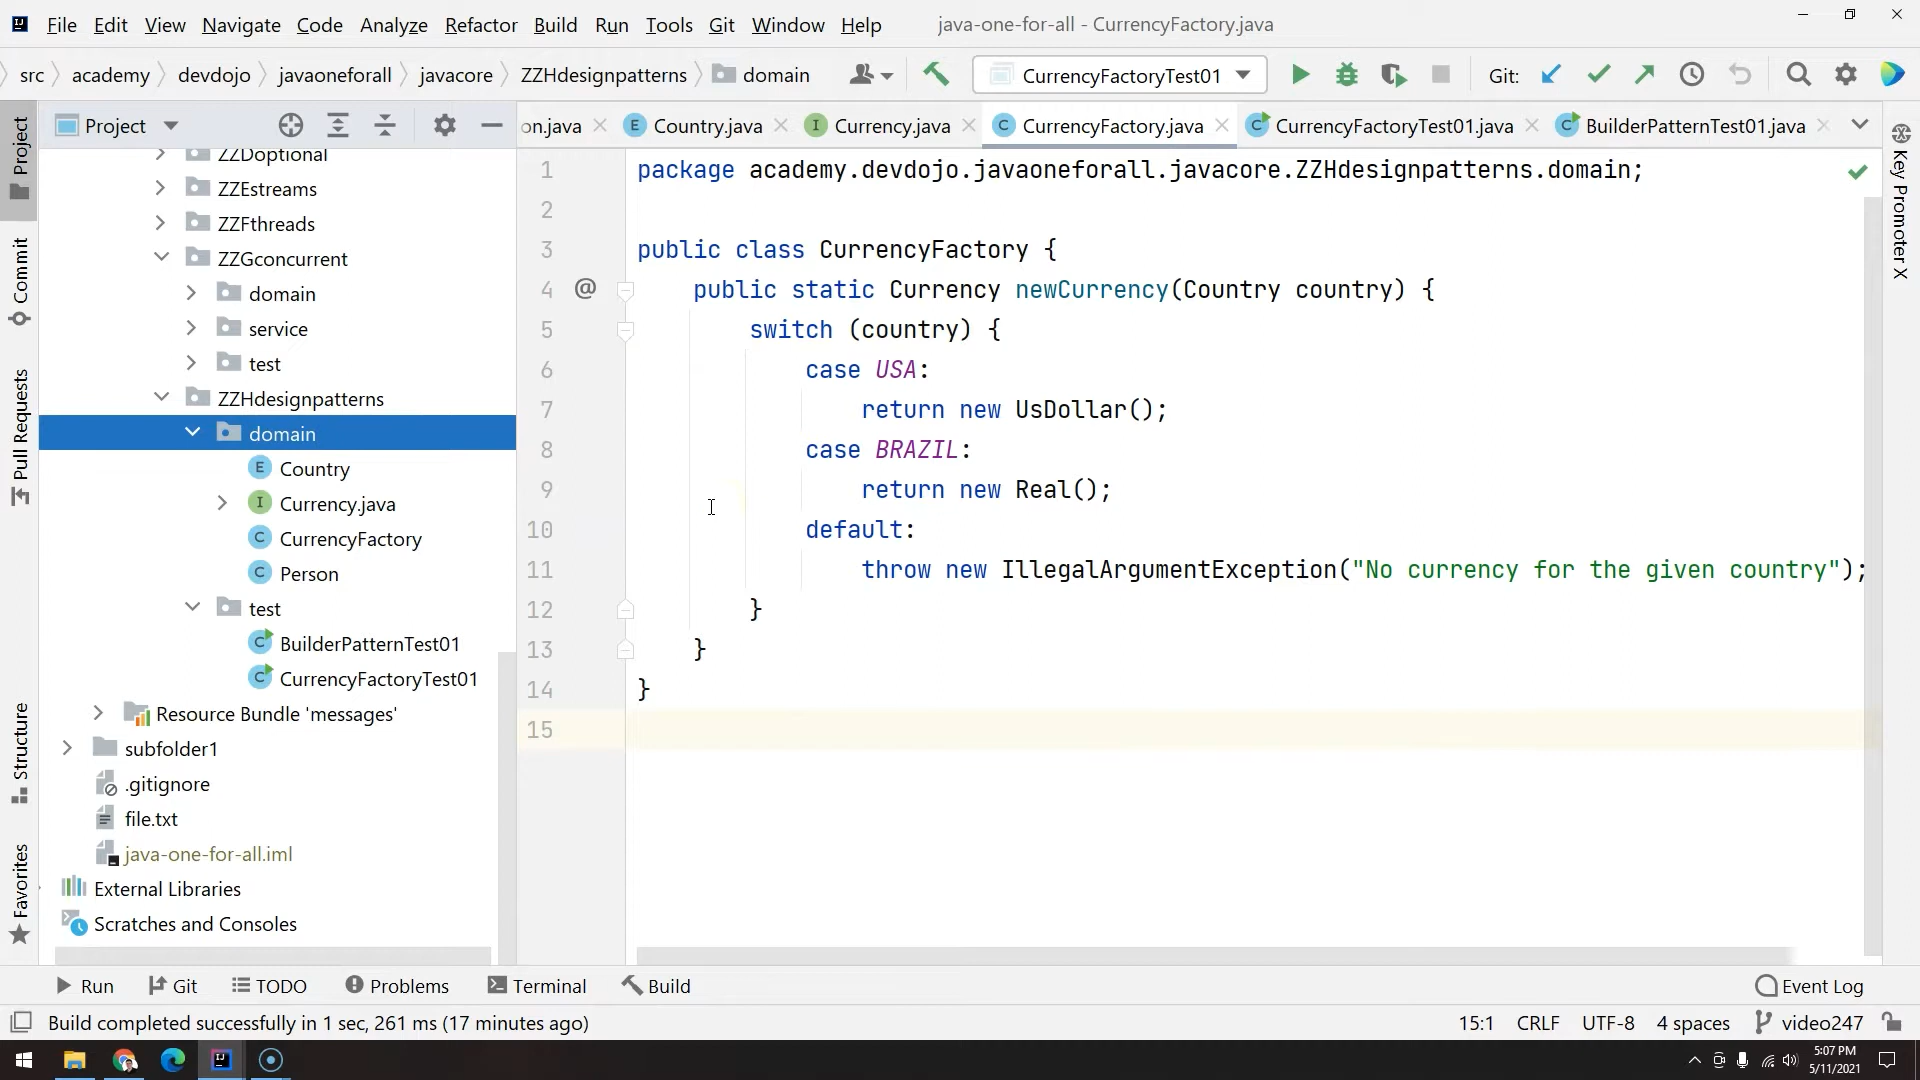 File Edit View Navigate Code Analyze Refactor Build Run Tools Git Window Help java-one-for-all - CurrencyFactory.java
src academy devdojo javaoneforall javacore ZZHdesignpatterns domain CurrencyFactoryTest01 Git:
Project
on.java Country.java Currency.java CurrencyFactory.java CurrencyFactoryTest01.java BuilderPatternTest01.java
Project
Commit
Pull Requests
Structure
Favorites
ZZDoptional
ZZEstreams
ZZFthreads
ZZGconcurrent
domain
service
test
ZZHdesignpatterns
domain
Country
Currency.java
CurrencyFactory
Person
test
BuilderPatternTest01
CurrencyFactoryTest01
Resource Bundle 'messages'
subfolder1
.gitignore
file.txt
java-one-for-all.iml
External Libraries
Scratches and Consoles
1 package academy.devdojo.javaoneforall.javacore.ZZHdesignpatterns.domain;
2
3 public class CurrencyFactory {
4 @ public static Currency newCurrency(Country country) {
5 switch (country) {
6 case USA:
7 return new UsDollar();
8 case BRAZIL:
9 return new Real();
10 default:
11 throw new IllegalArgumentException("No currency for the given country");
12 }
13 }
14 }
15
Key Promoter X
Run Git TODO Problems Terminal Build Event Log
Build completed successfully in 1 sec, 261 ms (17 minutes ago) 15:1 CRLF UTF-8 4 spaces video247
5:07 PM
5/11/2021